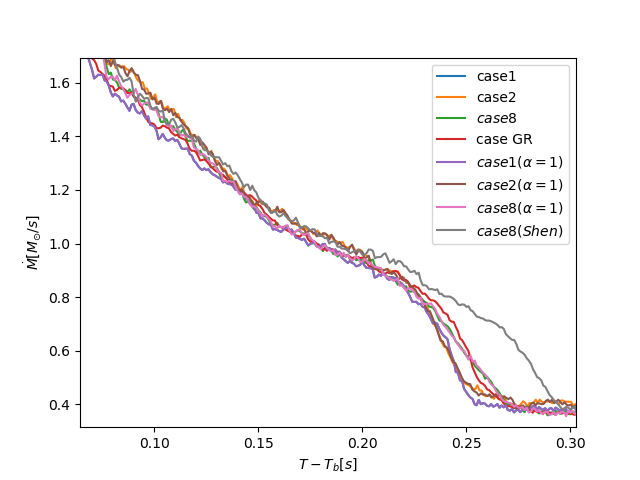 case1
case2
case8
case GR
case1(α = 1)
case2(α = 1)
case8(α = 1)
case8(Shen)
Ṁ[M⊙/s]
1.6
1.4
1.2
1.0
0.8
0.6
0.4
0.10 0.15 0.20 0.25 0.30
T − T_b[s]